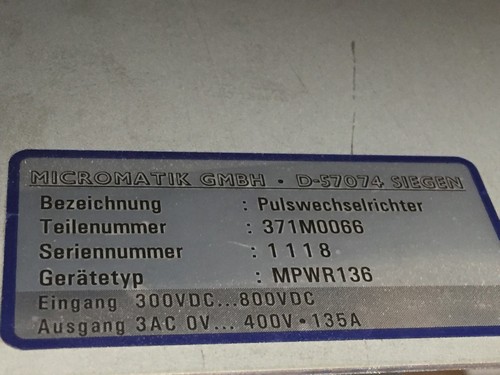 MICROMATIK GMBH • D-57074 SIEGEN
Bezeichnung : Pulswechselrichter
Teilenummer : 371M0066
Seriennummer : 1118
Gerätetyp : MPWR136
Eingang 300VDC...800VDC
Ausgang 3AC 0V... 400V•135A